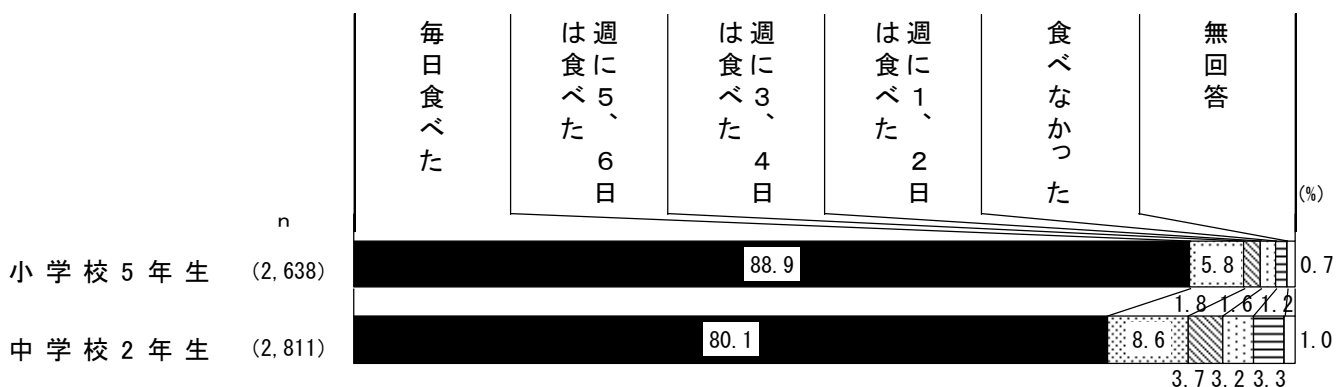 毎日食べた
週に5、6日
は食べた
週に3、4日
は食べた
週に1、2日
は食べた
食べなかった
無回答
(%)
n
小学校5年生 (2,638) 88.9 5.8 0.7
1.8 1.6 1.2
中学校2年生 (2,811) 80.1 8.6 1.0
3.7 3.2 3.3